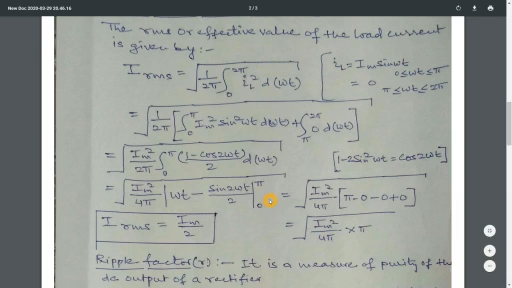 New Doc 2020-03-29 20.46.16
2 / 3
The rms or effective value of the load current
is given by:-
I rms = √(1/2π ∫₀^2π i_L² d(ωt)) [ i_L = I_m sin ωt 0≤ωt≤π
= 0 π≤ωt≤2π
= √(1/2π [∫₀^π I_m² sin²ωt d(ωt) + ∫_π^2π 0 d(ωt)])
= √(I_m²/2π ∫₀^π (1-cos2ωt)/2 d(ωt)) [1-2sin²ωt = cos2ωt]
= √(I_m²/4π |ωt - sin2ωt/2|₀^π) = √(I_m²/4π [π-0-0+0])
I rms = I_m/2 = √(I_m²/4π × π)
Ripple factor(r):- It is a measure of purity of the
dc output of a rectifier